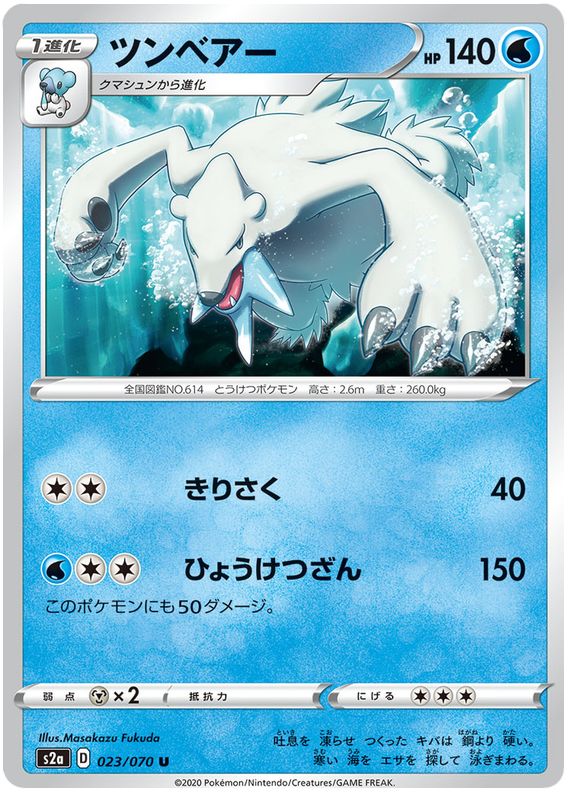 1進化
ツンベアー
HP 140
クマシュンから進化
全国図鑑NO.614 とうけつポケモン 高さ:2.6m 重さ:260.0kg
きりさく 40
ひょうけつざん 150
このポケモンにも50ダメージ。
弱点 ×2 抵抗力 にげる
Illus.Masakazu Fukuda
s2a D 023/070 U
吐息を 凍らせ つくった キバは 鋼より 硬い。
寒い 海を エサを 探して 泳ぎまわる。
©2020 Pokémon/Nintendo/Creatures/GAME FREAK.